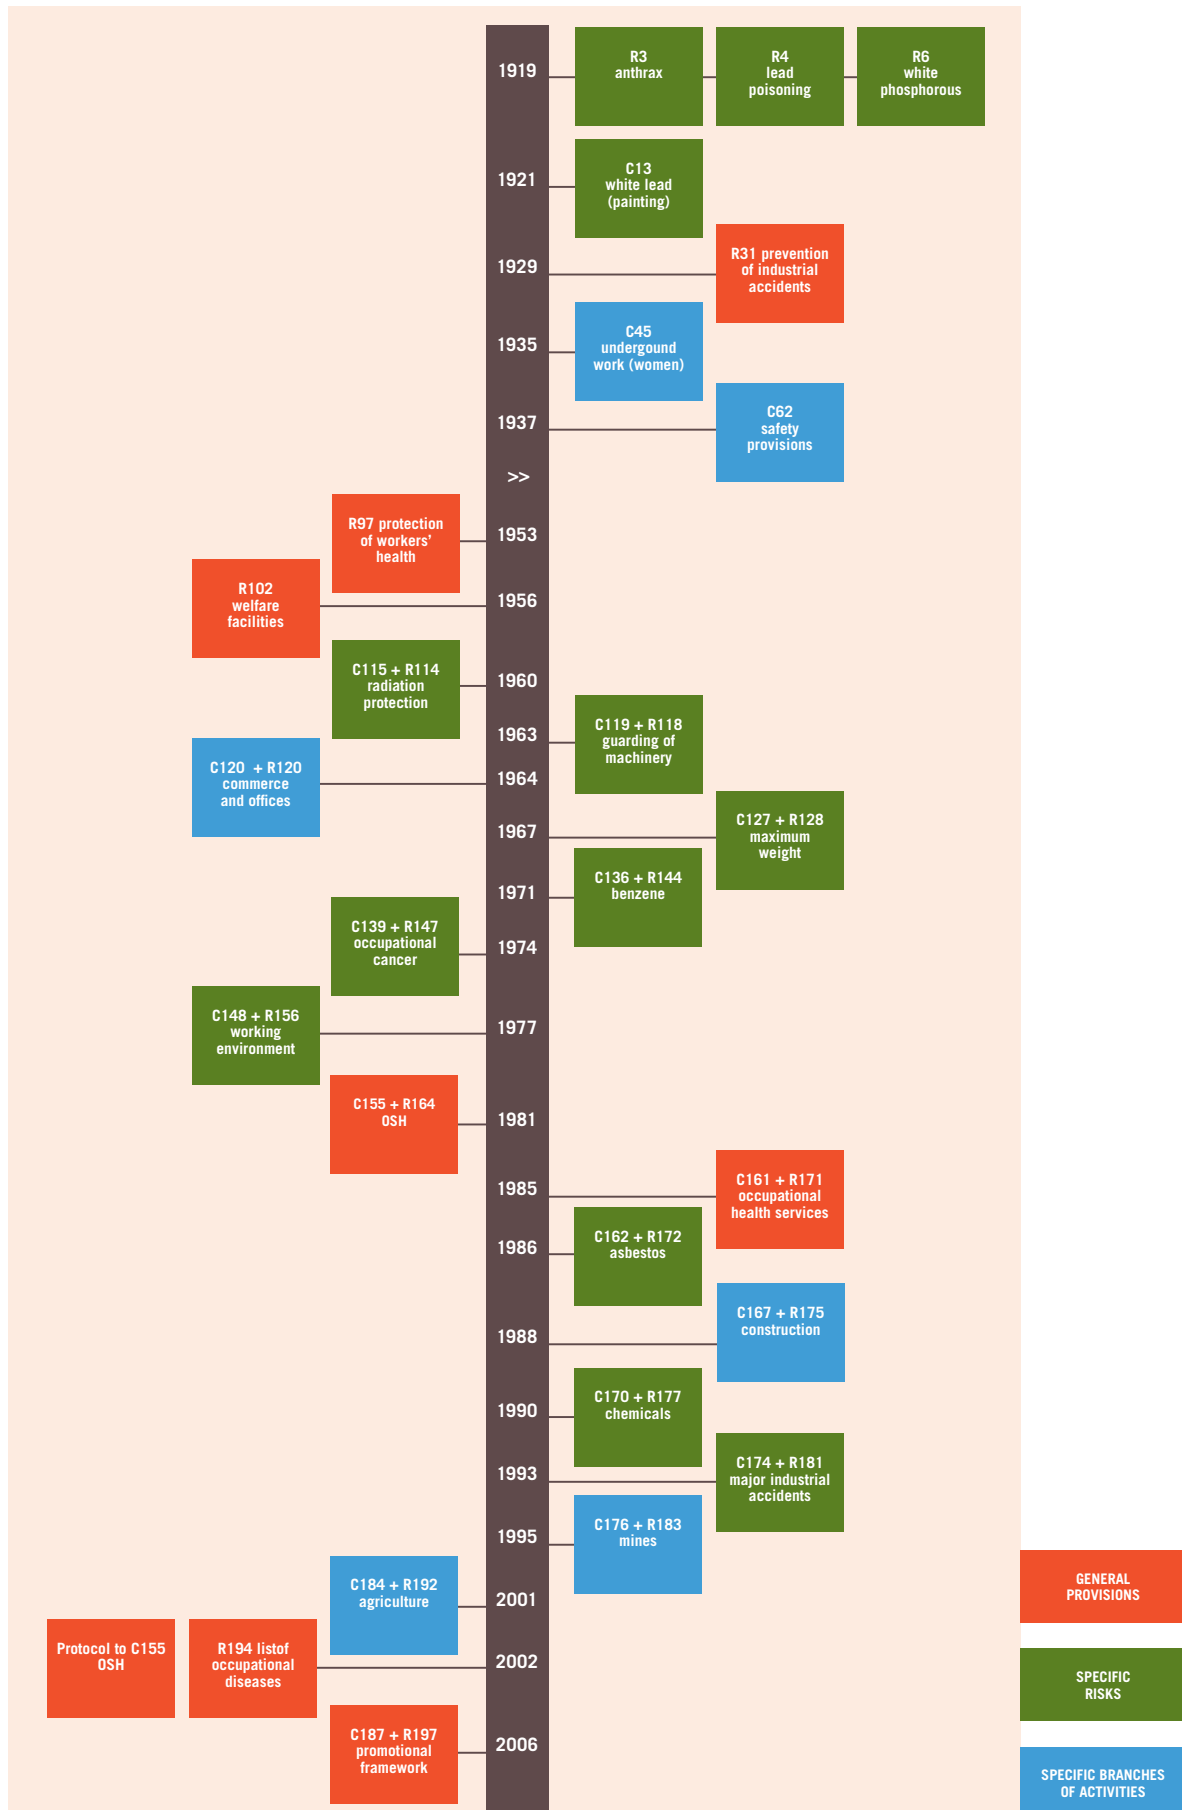 1919
R3
anthrax
R4
lead
poisoning
R6
white
phosphorous
1921
C13
white lead
(painting)
1929
R31 prevention
of industrial
accidents
1935
C45
undergound
work (women)
1937
C62
safety
provisions
>>
R97 protection
of workers'
health
1953
R102
welfare
facilities
1956
C115 + R114
radiation
protection
1960
1963
C119 + R118
guarding of
machinery
C120 + R120
commerce
and offices
1964
1967
C127 + R128
maximum
weight
1971
C136 + R144
benzene
C139 + R147
occupational
cancer
1974
C148 + R156
working
environment
1977
C155 + R164
OSH
1981
1985
C161 + R171
occupational
health services
1986
C162 + R172
asbestos
1988
C167 + R175
construction
1990
C170 + R177
chemicals
1993
C174 + R181
major industrial
accidents
1995
C176 + R183
mines
C184 + R192
agriculture
2001
Protocol to C155
OSH
R194 listof
occupational
diseases
2002
C187 + R197
promotional
framework
2006
GENERAL
PROVISIONS
SPECIFIC
RISKS
SPECIFIC BRANCHES
OF ACTIVITIES